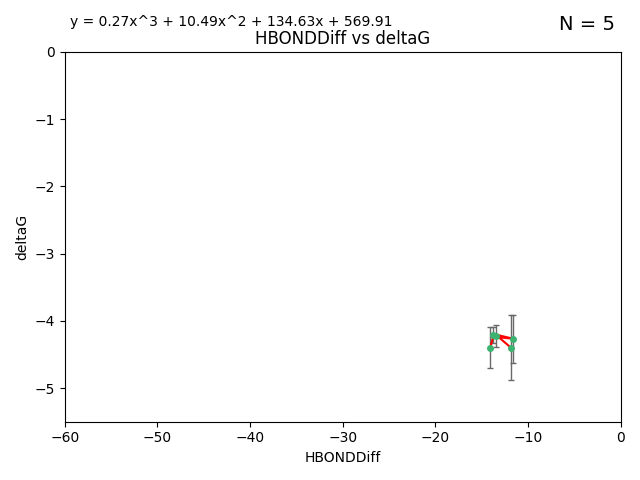 y = 0.27x^3 + 10.49x^2 + 134.63x + 569.91
N = 5
HBONDDiff vs deltaG
0
−1
−2
−3
−4
−5
deltaG
−60 −50 −40 −30 −20 −10 0
HBONDDiff